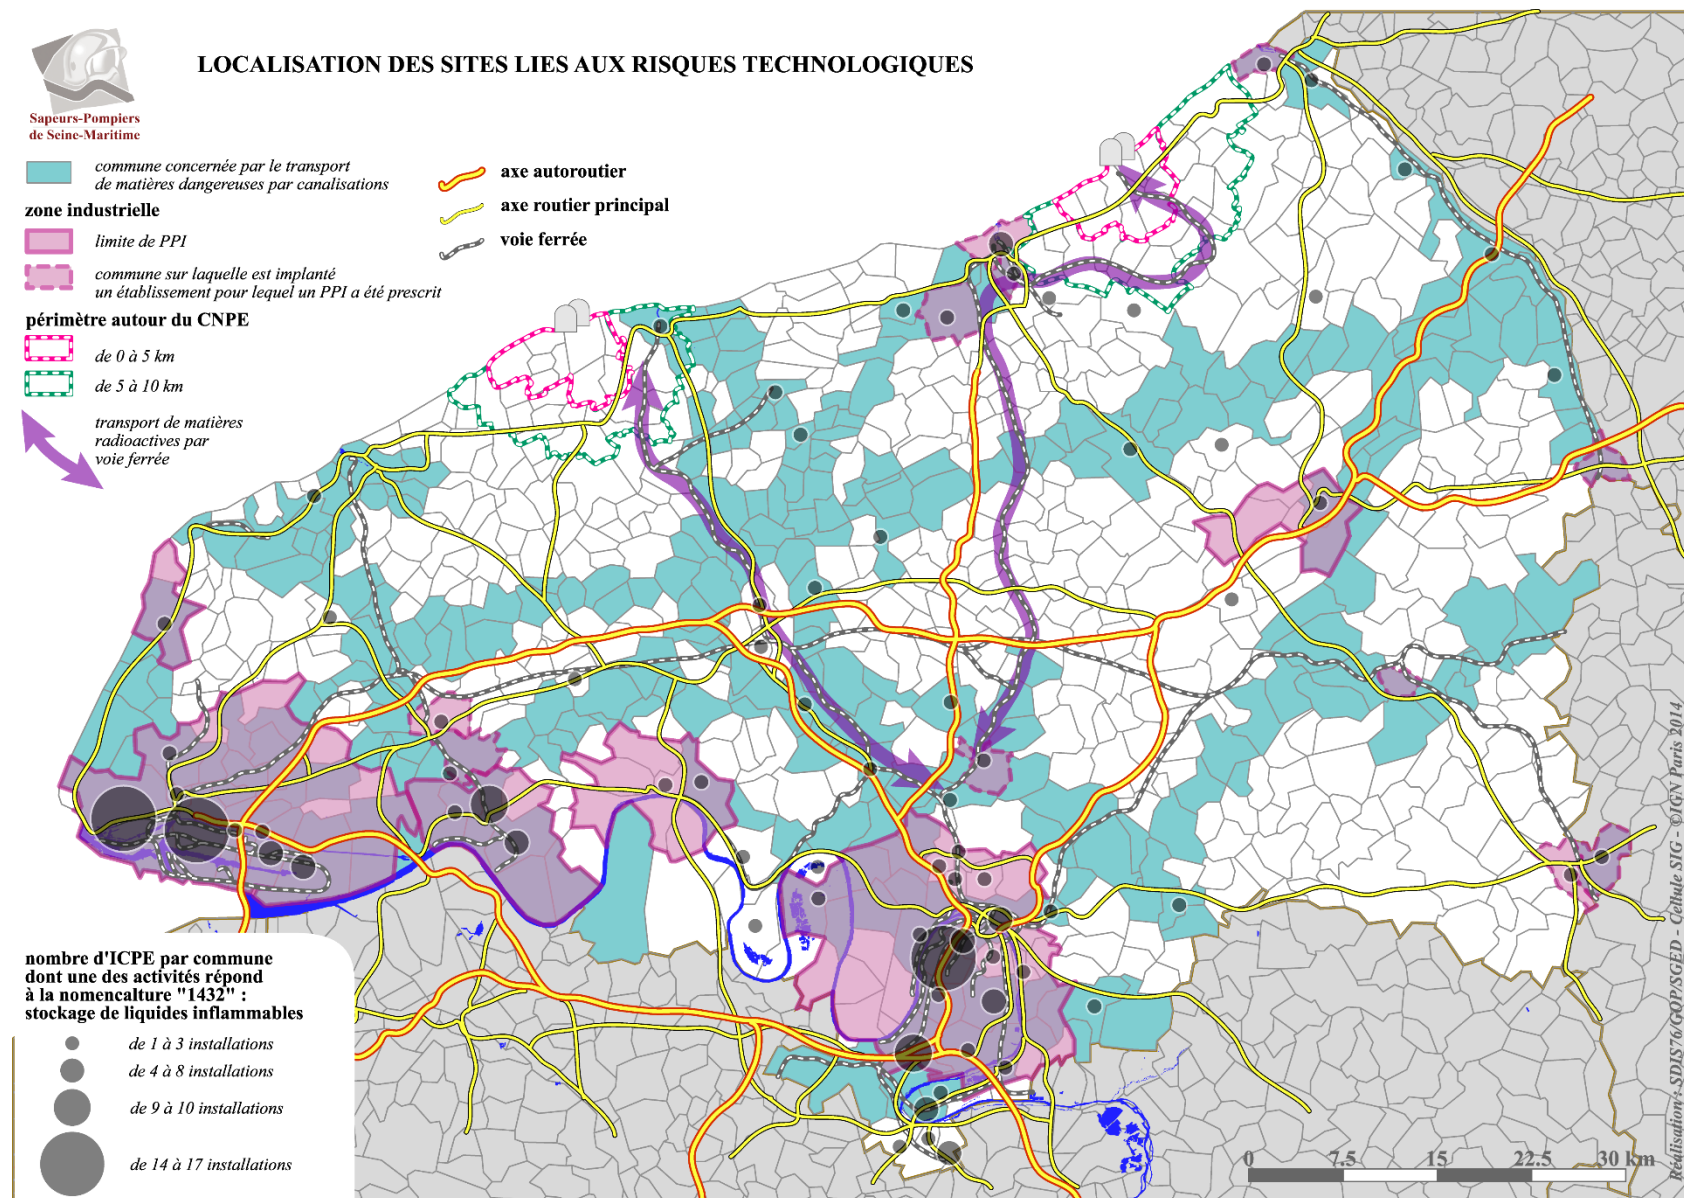 LOCALISATION DES SITES LIES AUX RISQUES TECHNOLOGIQUES
Sapeurs-Pompiers
de Seine-Maritime
commune concernée par le transport
de matières dangereuses par canalisations
zone industrielle
limite de PPI
commune sur laquelle est implanté
un établissement pour lequel un PPI a été prescrit
périmètre autour du CNPE
de 0 à 5 km
de 5 à 10 km
transport de matières
radioactives par
voie ferrée
axe autoroutier
axe routier principal
voie ferrée
nombre d'ICPE par commune
dont une des activités répond
à la nomencalture "1432" :
stockage de liquides inflammables
de 1 à 3 installations
de 4 à 8 installations
de 9 à 10 installations
de 14 à 17 installations
0 7.5 15 22.5 30 km
Réalisation : SDIS76/GOP/SGED - Cellule SIG - ©IGN Paris 2014